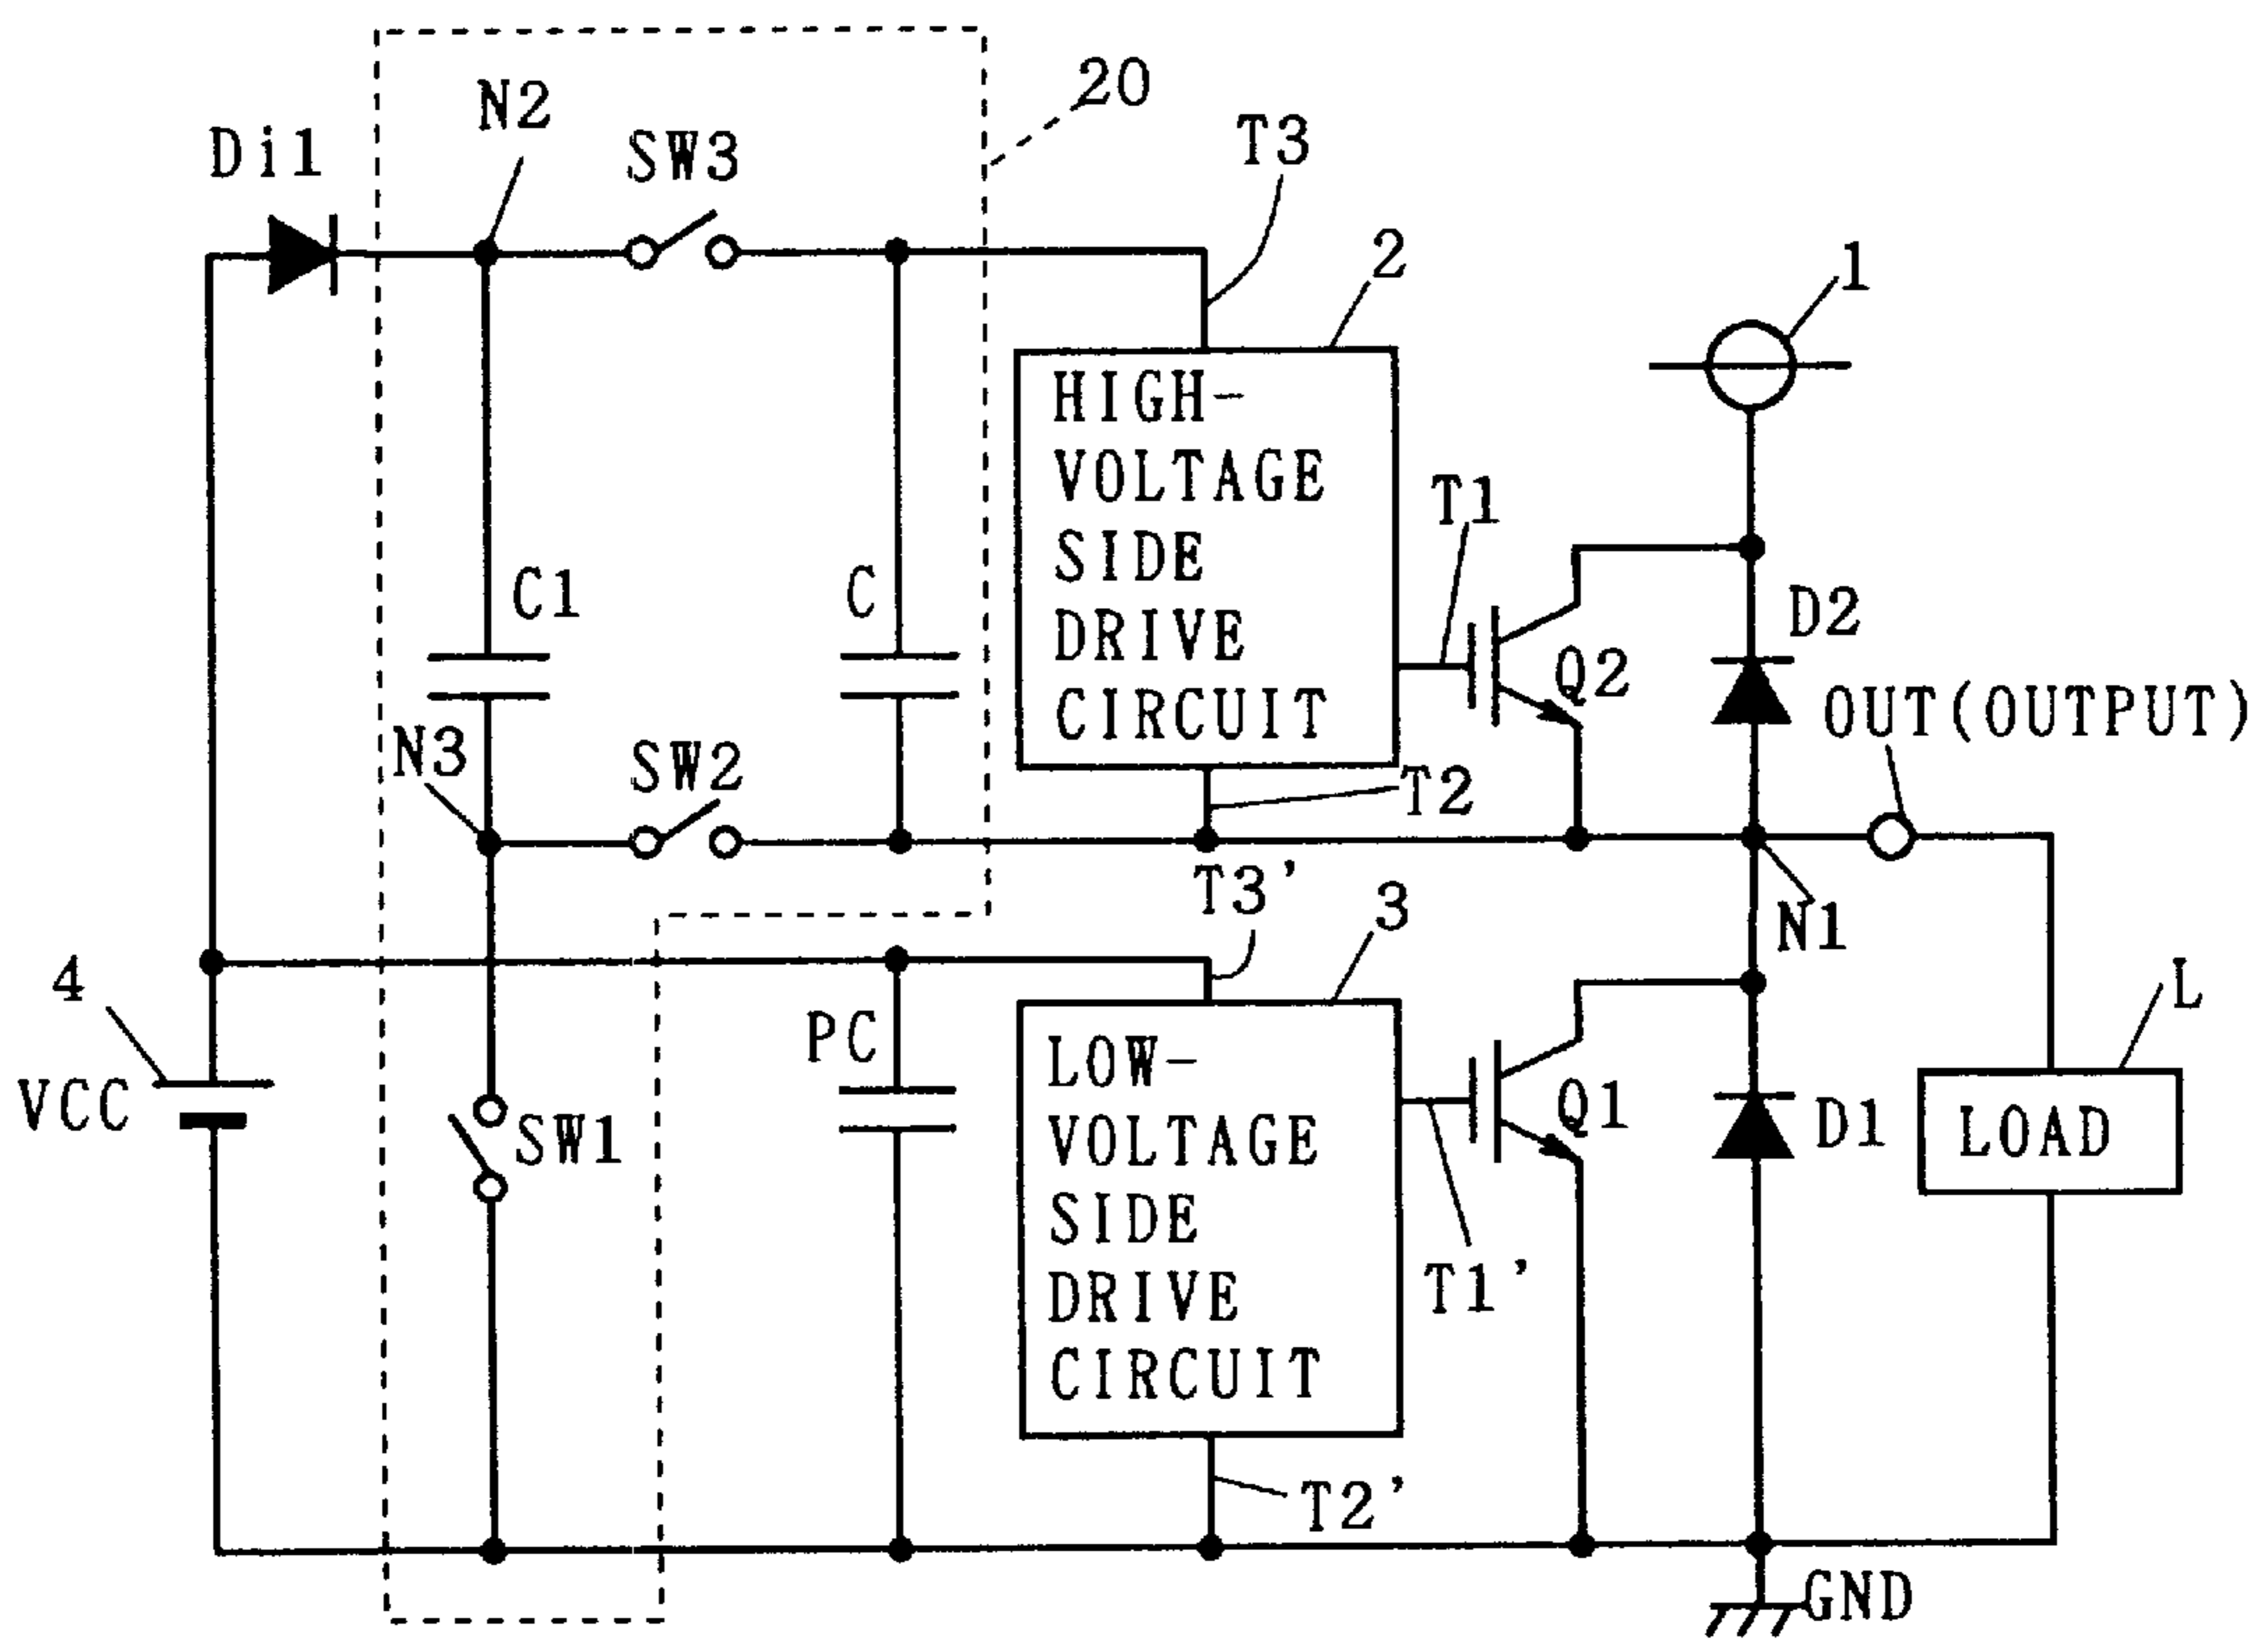 20
N2
Di1
SW3
T3
2
1
HIGH-
VOLTAGE
SIDE
DRIVE
CIRCUIT
T1
C1
C
D2
Q2
OUT(OUTPUT)
N3
SW2
T2
T3'
3
N1
4
L
PC
VCC
LOW-
VOLTAGE
SIDE
DRIVE
CIRCUIT
SW1
Q1
D1
LOAD
T1'
T2'
GND